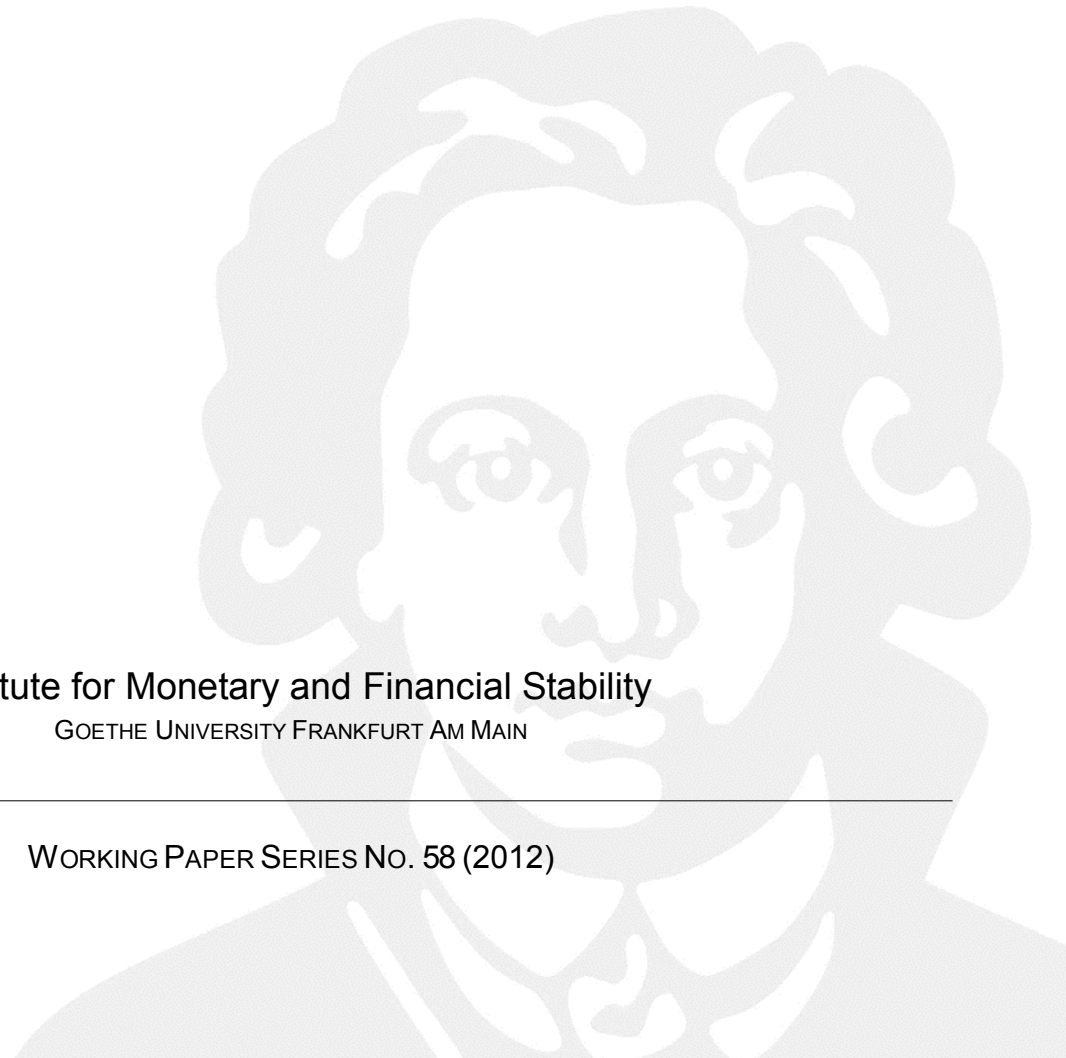 tute for Monetary and Financial Stability
GOETHE UNIVERSITY FRANKFURT AM MAIN
WORKING PAPER SERIES NO. 58 (2012)